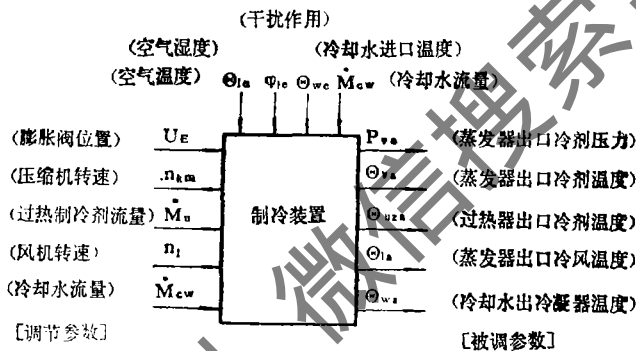 (干扰作用)
(空气湿度) (冷却水进口温度)
(空气温度) Θla φle Θwe Ṁcw (冷却水流量)
(膨胀阀位置) UE Pva (蒸发器出口冷剂压力)
(压缩机转速) nkm Θva (蒸发器出口冷剂温度)
(过热制冷剂流量) Ṁu 制冷装置 Θuza (过热器出口冷剂温度)
(风机转速) nl Θla (蒸发器出口冷风温度)
(冷却水流量) Ṁcw Θwa (冷却水出冷凝器温度)
[调节参数] [被调参数]
微信搜索